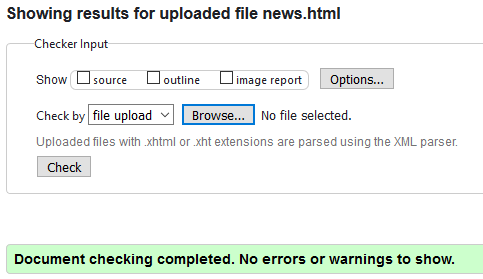 Showing results for uploaded file news.html
Checker Input
Show source outline image report Options...
Check by file upload Browse... No file selected.
Uploaded files with .xhtml or .xht extensions are parsed using the XML parser.
Check
Document checking completed. No errors or warnings to show.